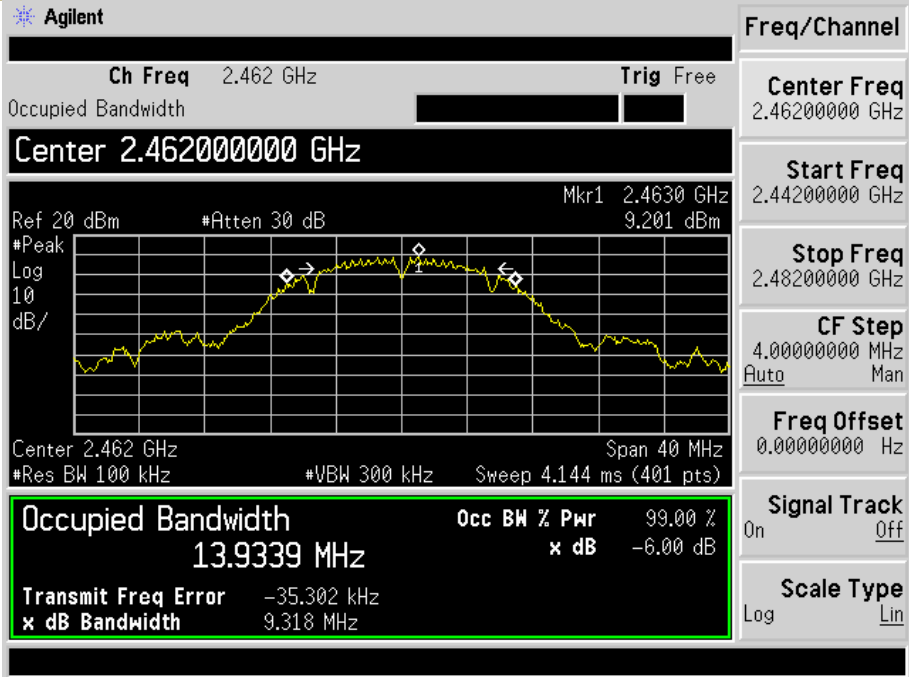 Agilent
Freq/Channel
Ch Freq 2.462 GHz Trig Free
Occupied Bandwidth
Center 2.462000000 GHz
Mkr1 2.4630 GHz
Ref 20 dBm #Atten 30 dB 9.201 dBm
#Peak
Log
10
dB/
1
Center 2.462 GHz Span 40 MHz
#Res BW 100 kHz #VBW 300 kHz Sweep 4.144 ms (401 pts)
Occupied Bandwidth Occ BW % Pwr 99.00 %
13.9339 MHz x dB -6.00 dB
Transmit Freq Error -35.302 kHz
x dB Bandwidth 9.318 MHz
Center Freq
2.46200000 GHz
Start Freq
2.44200000 GHz
Stop Freq
2.48200000 GHz
CF Step
4.00000000 MHz
Auto Man
Freq Offset
0.00000000 Hz
Signal Track
On Off
Scale Type
Log Lin